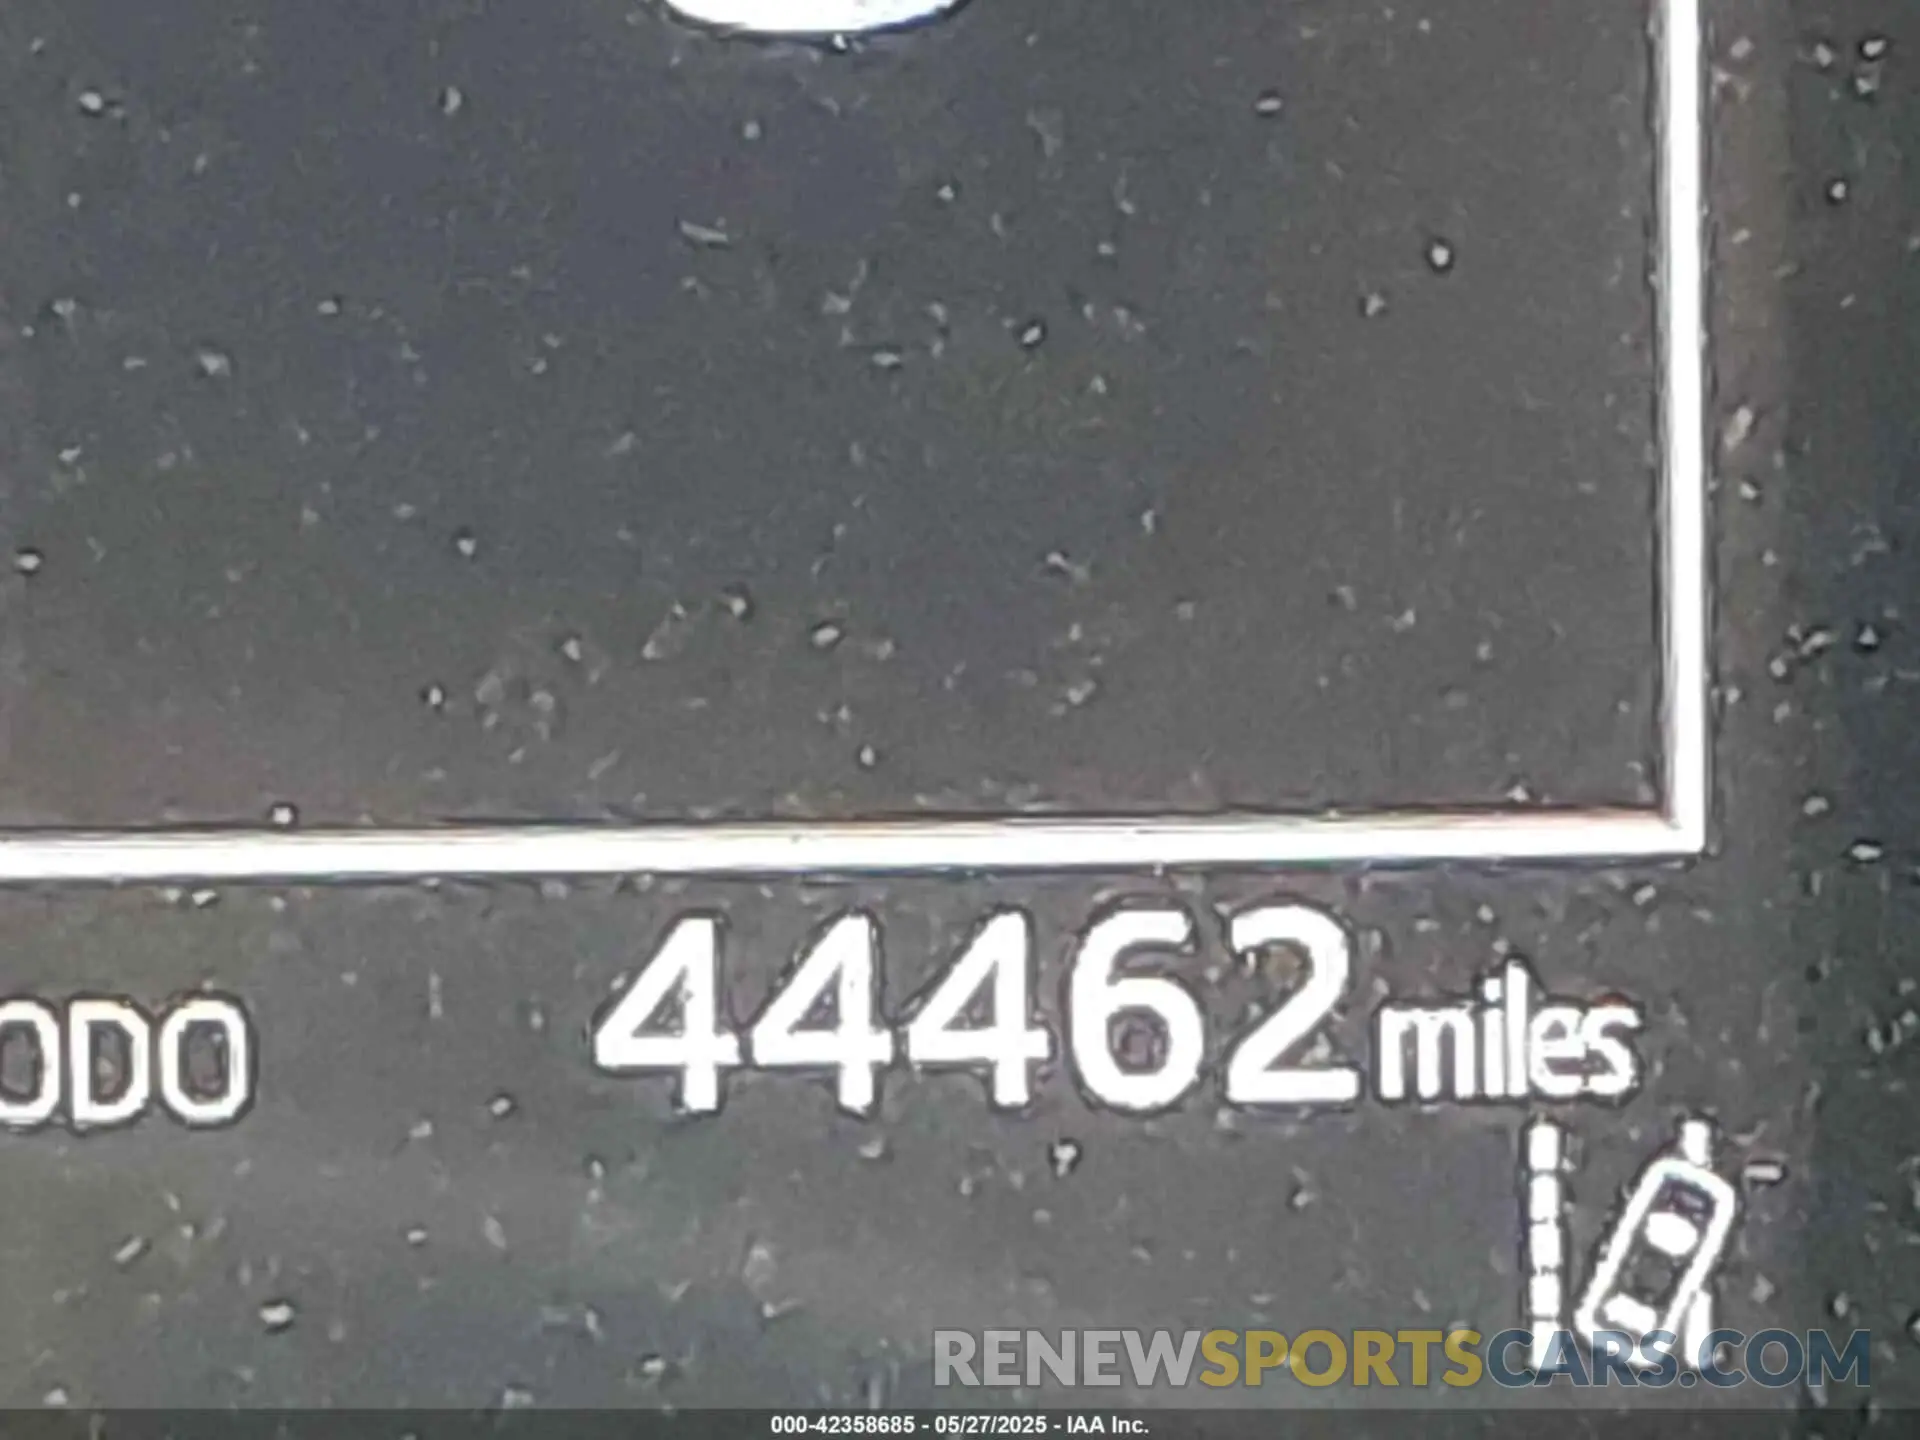 ODO 44462 miles
RENEWSPORTSCARS.COM
000-42358685 - 05/27/2025 - IAA Inc.